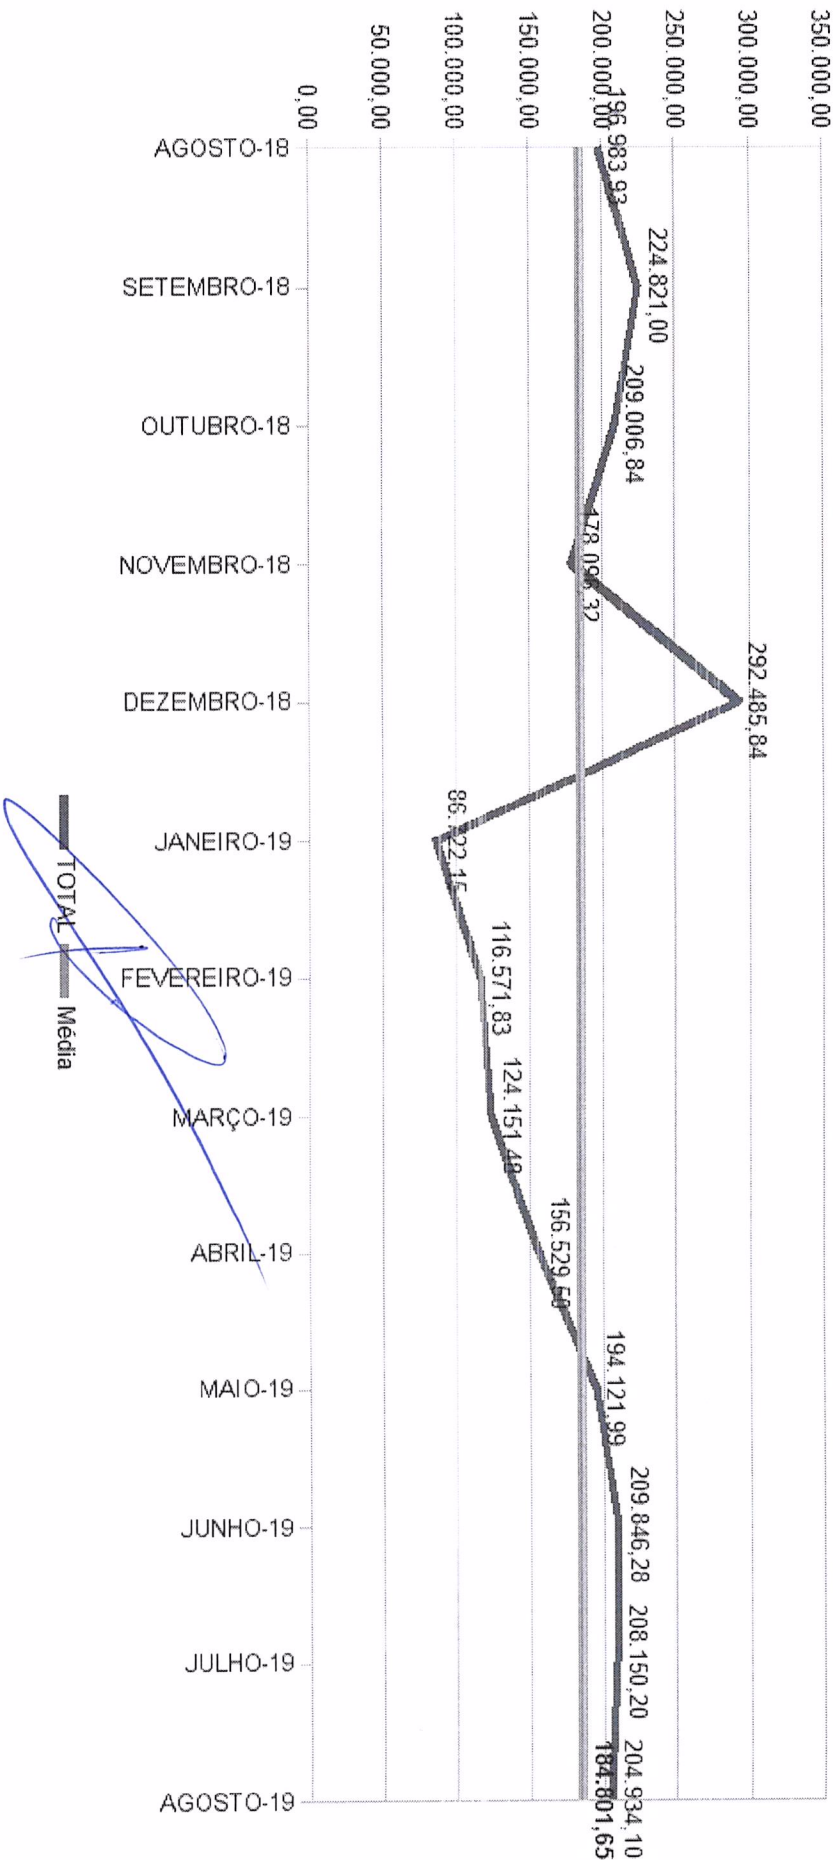 350.000,00
300.000,00
250.000,00
200.000,00
150.000,00
100.000,00
50.000,00
0,00
196.983,93
224.821,00
209.006,84
292.485,84
116.571,83
124.151,48
156.529,50
194.121,99
209.846,28
208.150,20
204.934,10
184.801,65
AGOSTO-18
SETEMBRO-18
OUTUBRO-18
NOVEMBRO-18
DEZEMBRO-18
JANEIRO-19
FEVEREIRO-19
MARÇO-19
ABRIL-19
MAIO-19
JUNHO-19
JULHO-19
AGOSTO-19
TOTAL
Média